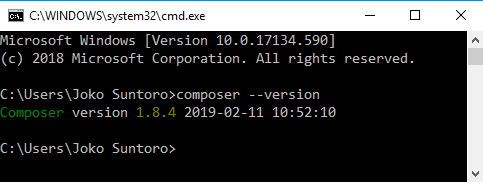 C:\WINDOWS\system32\cmd.exe
Microsoft Windows [Version 10.0.17134.590]
(c) 2018 Microsoft Corporation. All rights reserved.
C:\Users\Joko Suntoro>composer --version
Composer version 1.8.4 2019-02-11 10:52:10
C:\Users\Joko Suntoro>